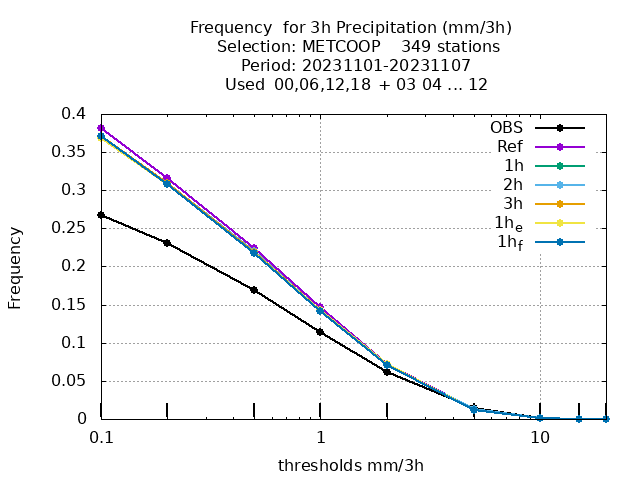 Frequency  for 3h Precipitation (mm/3h)
Selection: METCOOP    349 stations
Period: 20231101-20231107
Used  00,06,12,18  + 03 04 ... 12
OBS
Ref
1h
2h
3h
1he
1hf
Frequency
0.4
0.35
0.3
0.25
0.2
0.15
0.1
0.05
0
0.1 1 10
thresholds mm/3h